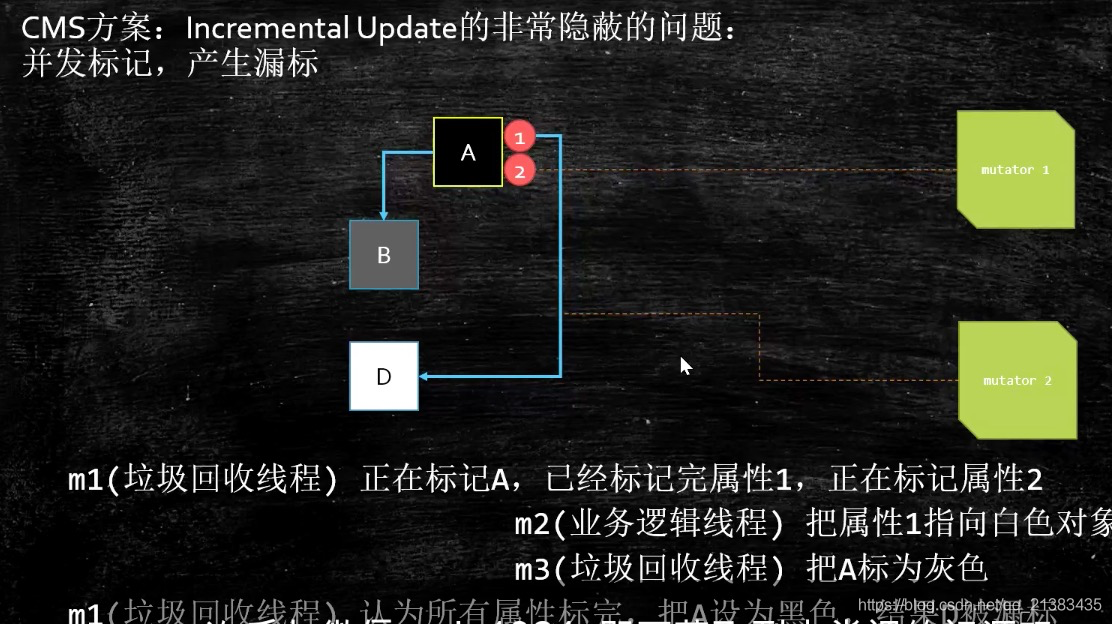 CMS方案：Incremental Update的非常隐蔽的问题：
并发标记，产生漏标
A
1
2
mutator 1
B
D
mutator 2
m1(垃圾回收线程) 正在标记A，已经标记完属性1，正在标记属性2
m2(业务逻辑线程) 把属性1指向白色对象
m3(垃圾回收线程) 把A标为灰色
m1(垃圾回收线程) 认为所有属性标完，把A设为黑色，结果D被漏标
https://blog.csdn.net/qq_21383435